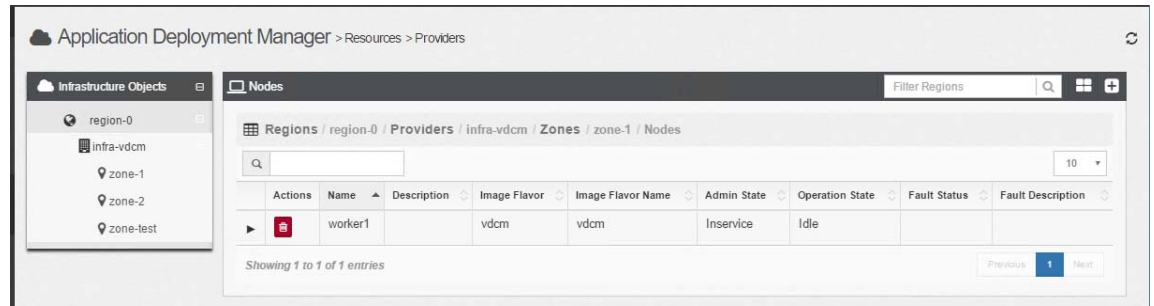 Application Deployment Manager > Resources > Providers
Infrastructure Objects
region-0
infra-vdcm
zone-1
zone-2
zone-test
Nodes
Filter Regions
Regions / region-0 / Providers / infra-vdcm / Zones / zone-1 / Nodes
10
Actions Name Description Image Flavor Image Flavor Name Admin State Operation State Fault Status Fault Description
worker1 vdcm vdcm Inservice Idle
Showing 1 to 1 of 1 entries
Previous 1 Next